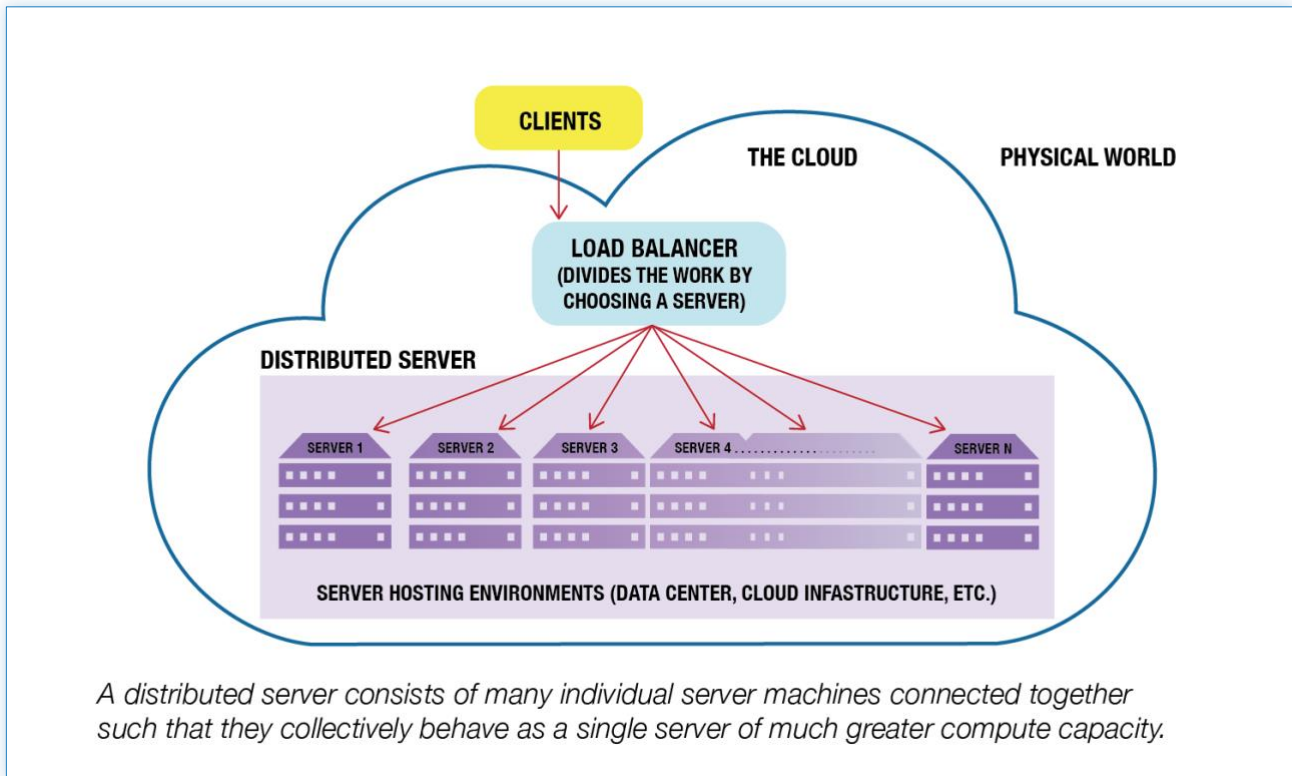 CLIENTS
THE CLOUD
PHYSICAL WORLD
LOAD BALANCER
(DIVIDES THE WORK BY
CHOOSING A SERVER)
DISTRIBUTED SERVER
SERVER 1
SERVER 2
SERVER 3
SERVER 4......................
SERVER N
SERVER HOSTING ENVIRONMENTS (DATA CENTER, CLOUD INFASTRUCTURE, ETC.)
A distributed server consists of many individual server machines connected together
such that they collectively behave as a single server of much greater compute capacity.